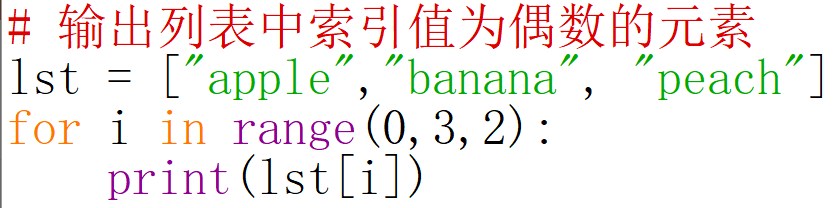 # 输出列表中索引值为偶数的元素
lst = ["apple","banana", "peach"]
for i in range(0,3,2):
    print(lst[i])